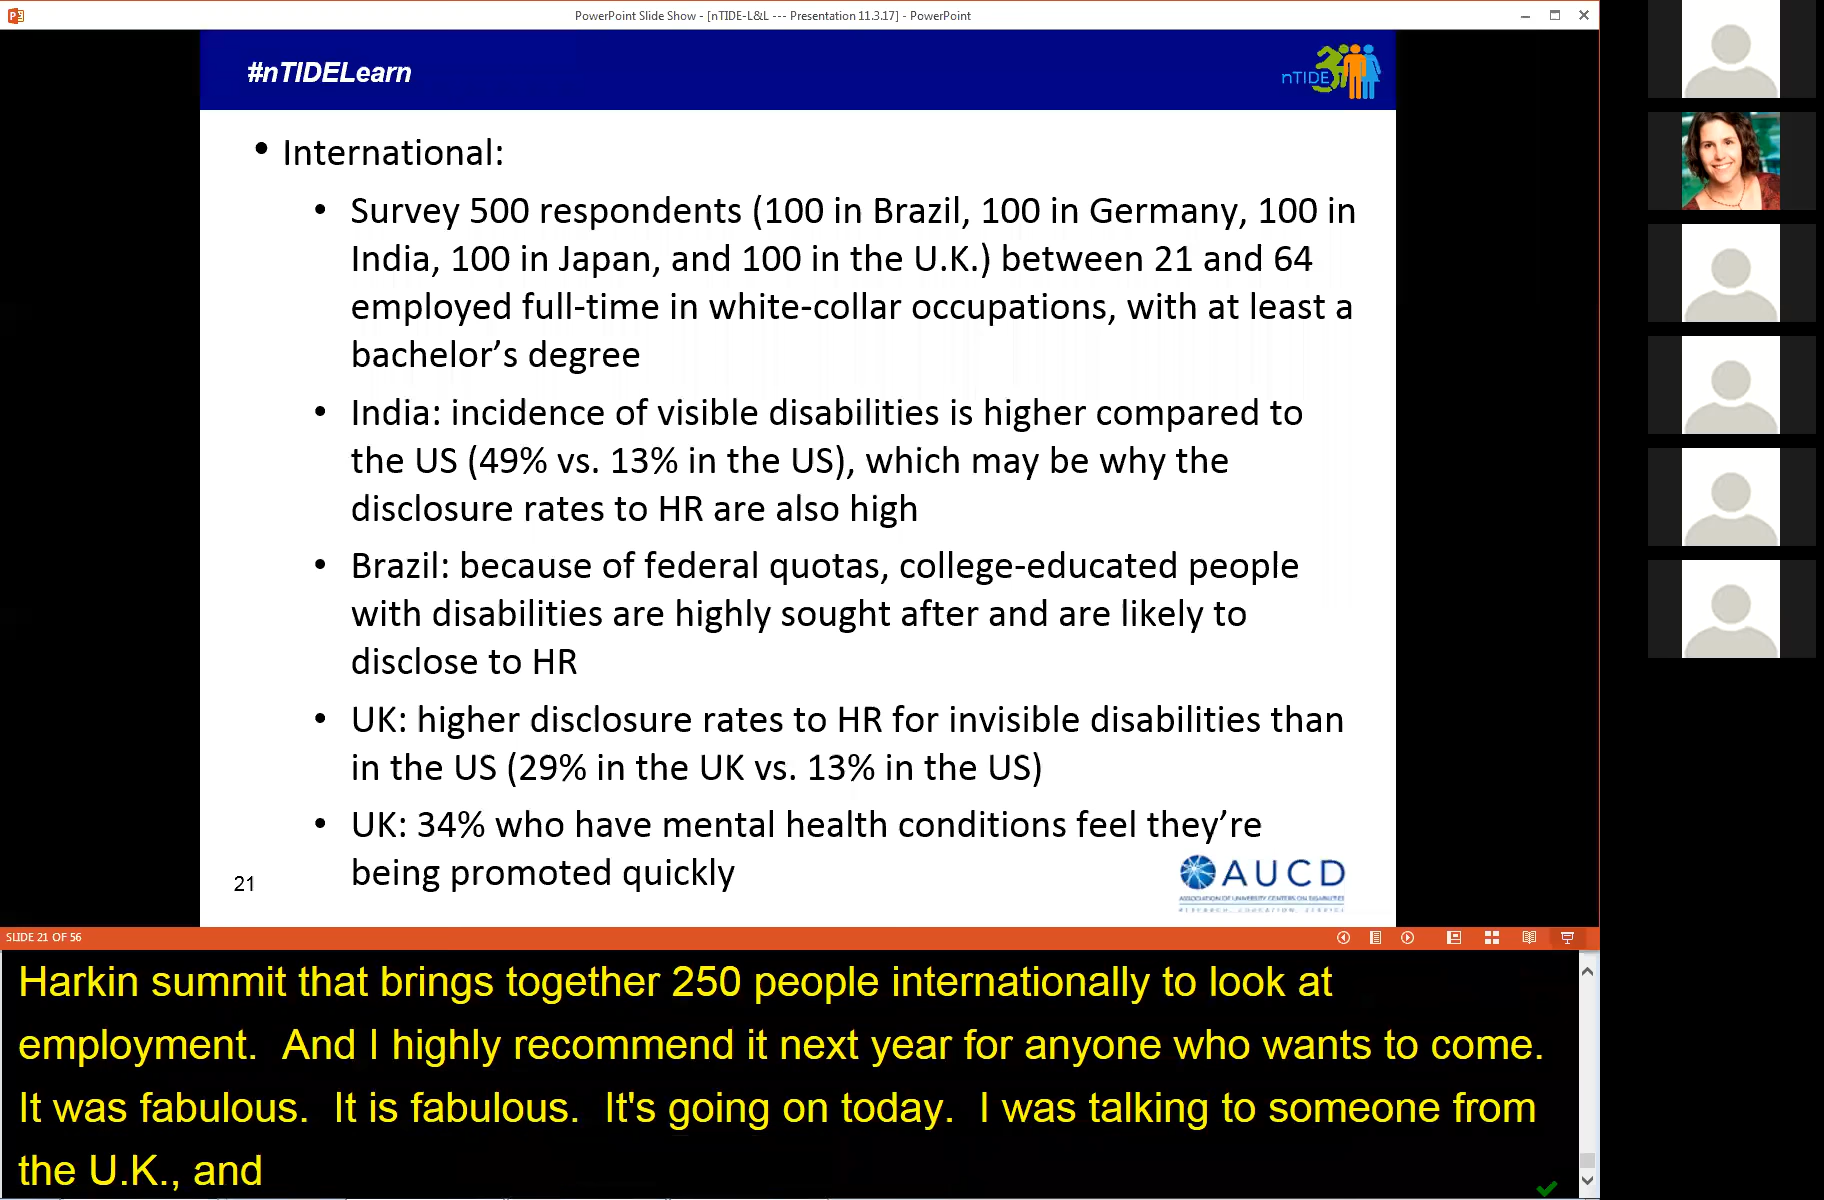 PowerPoint Slide Show - [nTIDE-L&L --- Presentation 11.3.17] - PowerPoint
#nTIDELearn
nTIDE
• International:
• Survey 500 respondents (100 in Brazil, 100 in Germany, 100 in
India, 100 in Japan, and 100 in the U.K.) between 21 and 64
employed full-time in white-collar occupations, with at least a
bachelor’s degree
• India: incidence of visible disabilities is higher compared to
the US (49% vs. 13% in the US), which may be why the
disclosure rates to HR are also high
• Brazil: because of federal quotas, college-educated people
with disabilities are highly sought after and are likely to
disclose to HR
• UK: higher disclosure rates to HR for invisible disabilities than
in the US (29% in the UK vs. 13% in the US)
• UK: 34% who have mental health conditions feel they’re
being promoted quickly
21
AUCD
ASSOCIATION OF UNIVERSITY CENTERS ON DISABILITIES
RESEARCH, EDUCATION, SERVICE
SLIDE 21 OF 56
Harkin summit that brings together 250 people internationally to look at
employment.  And I highly recommend it next year for anyone who wants to come.
It was fabulous.  It is fabulous.  It's going on today.  I was talking to someone from
the U.K., and